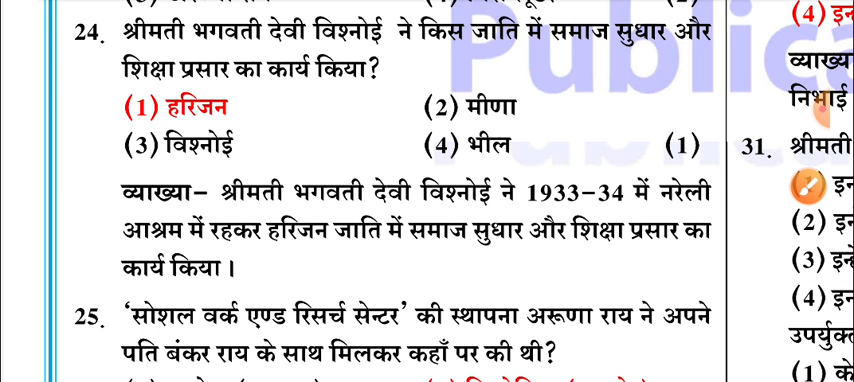 24. श्रीमती भगवती देवी विश्नोई ने किस जाति में समाज सुधार और
शिक्षा प्रसार का कार्य किया?
(1) हरिजन (2) मीणा
(3) विश्नोई (4) भील (1)
व्याख्या– श्रीमती भगवती देवी विश्नोई ने 1933-34 में नरेली
आश्रम में रहकर हरिजन जाति में समाज सुधार और शिक्षा प्रसार का
कार्य किया।
25. ‘सोशल वर्क एण्ड रिसर्च सेन्टर’ की स्थापना अरूणा राय ने अपने
पति बंकर राय के साथ मिलकर कहाँ पर की थी?
Public
(4)
निभाई
31. श्रीमती
(2)
(3)
(4)
(1)